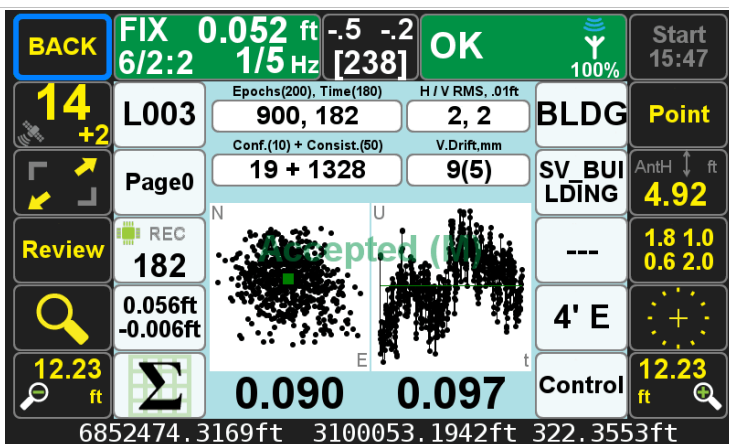 BACK
FIX 0.052 ft
6/2:2 1/5 Hz
-.5 -.2
[238]
OK
100%
Start
15:47
14
+2
L003
Epochs(200), Time(180)
900, 182
H / V RMS, .01ft
2, 2
BLDG
Point
Conf.(10) + Consist.(50)
19 + 1328
V.Drift,mm
9(5)
Page0
SV_BUI
LDING
AntH ft
4.92
Review
REC
182
N
U
Accepted (M)
E
t
---
1.8 1.0
0.6 2.0
0.056ft
-0.006ft
4' E
12.23
ft
Σ
0.090 0.097
Control
12.23
ft
6852474.3169ft 3100053.1942ft 322.3553ft